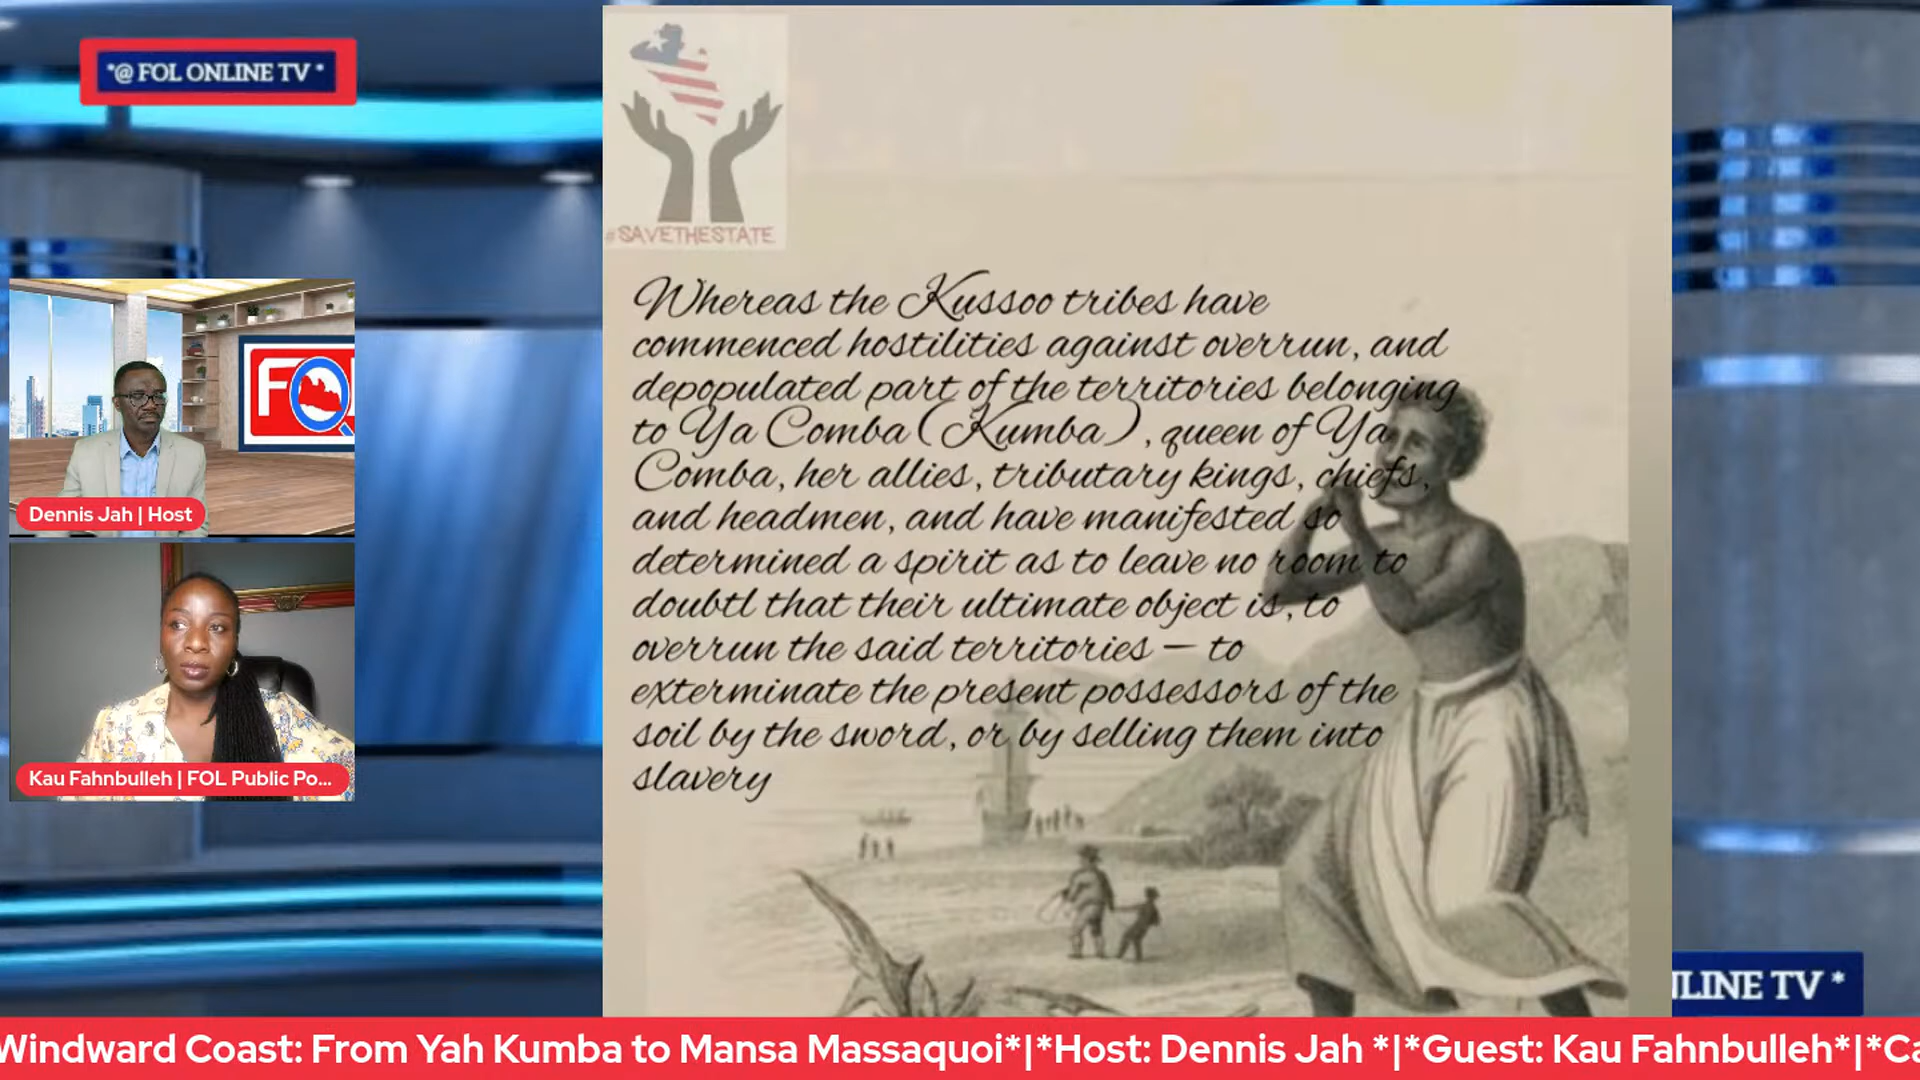 *@ FOL ONLINE TV *
#SAVETHESTATE
Whereas the Kussoo tribes have
commenced hostilities against overrun, and
depopulated part of the territories belonging
to Ya Comba (Kumba), queen of Ya
Comba, her allies, tributary kings, chiefs,
and headmen, and have manifested so
determined a spirit as to leave no room to
doubtl that their ultimate object is, to
overrun the said territories — to
exterminate the present possessors of the
soil by the sword, or by selling them into
slavery
FOL
Dennis Jah | Host
Kau Fahnbulleh | FOL Public Po...
LINE TV *
Windward Coast: From Yah Kumba to Mansa Massaquoi*|*Host: Dennis Jah *|*Guest: Kau Fahnbulleh*|*Ca